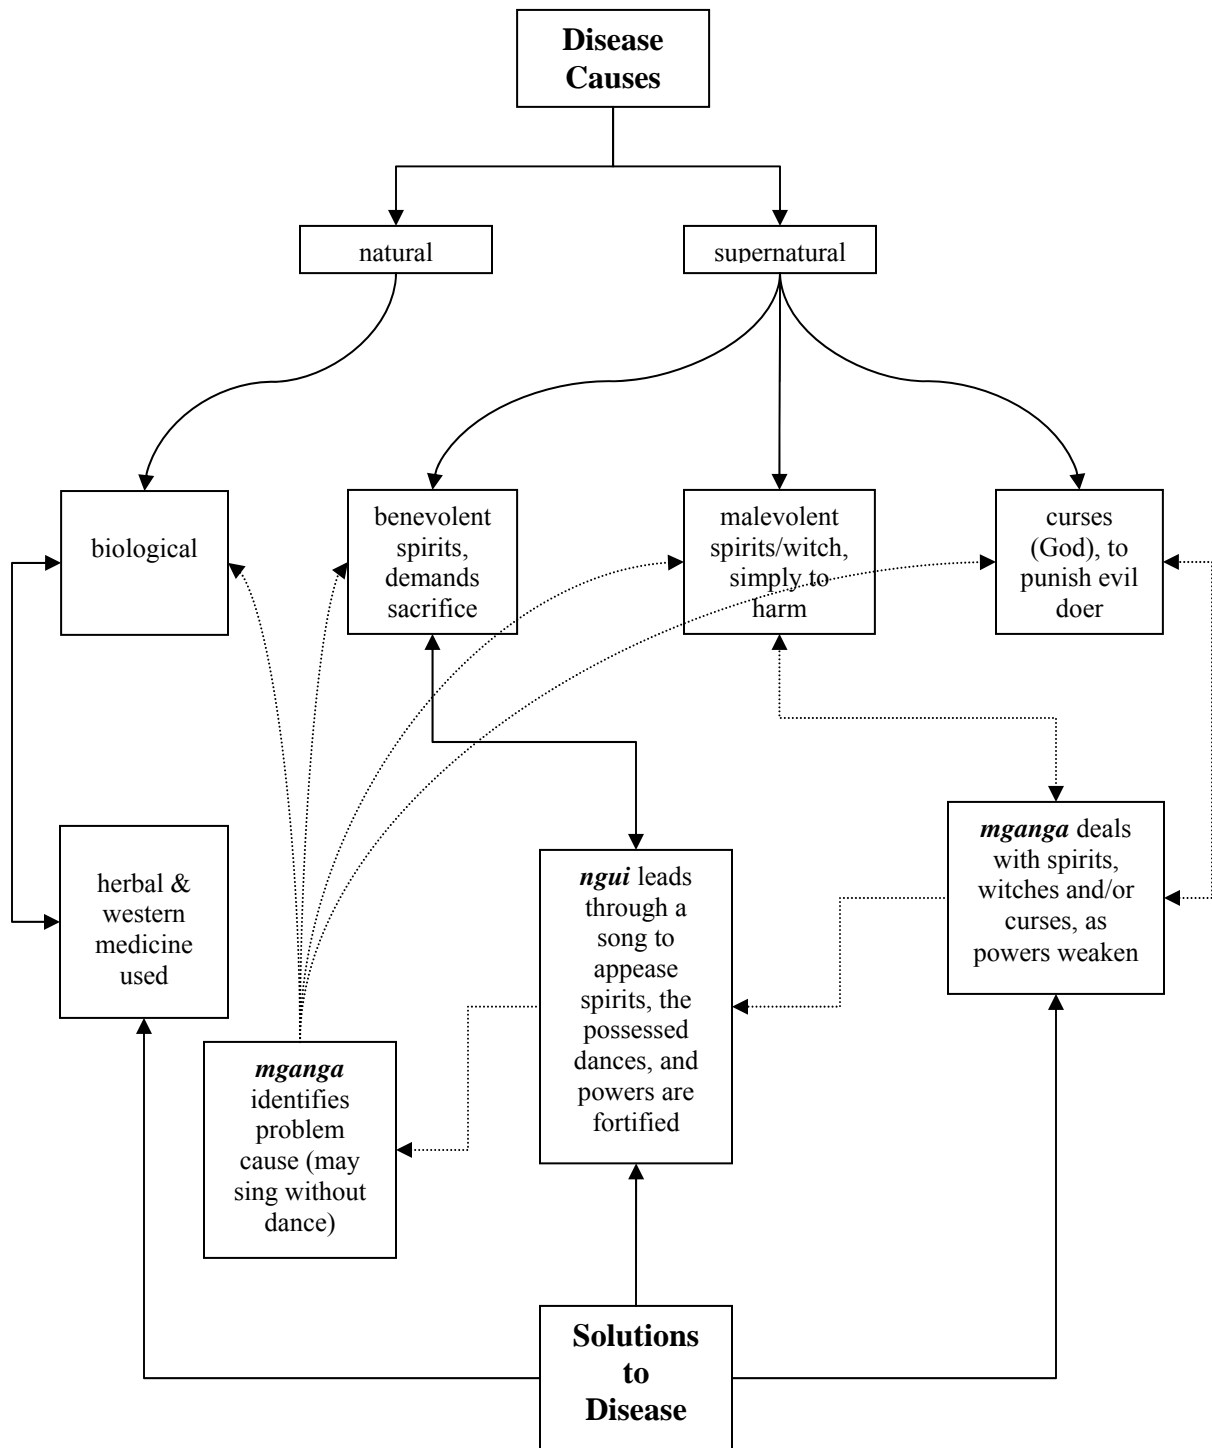 Disease
Causes
natural
supernatural
biological
benevolent
spirits,
demands
sacrifice
malevolent
spirits/witch,
simply to
harm
curses
(God), to
punish evil
doer
herbal &
western
medicine
used
mganga
identifies
problem
cause (may
sing without
dance)
ngui leads
through a
song to
appease
spirits, the
possessed
dances, and
powers are
fortified
mganga deals
with spirits,
witches and/or
curses, as
powers weaken
Solutions
to
Disease